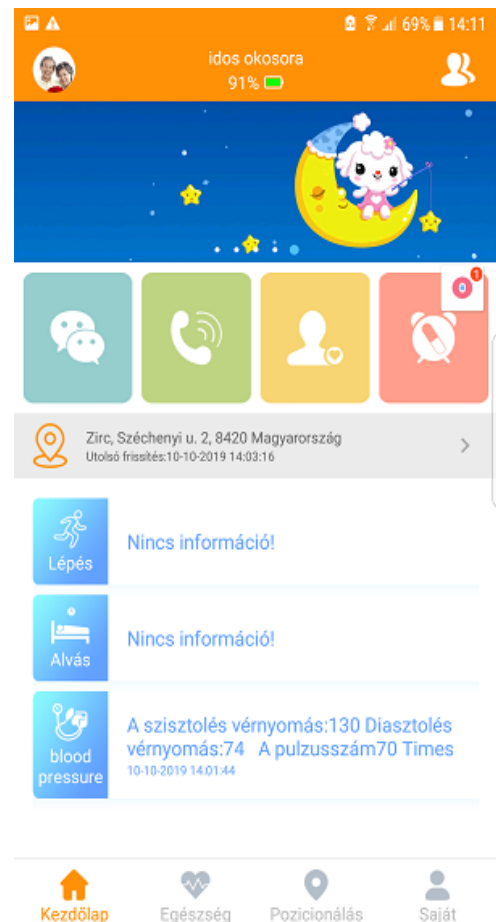 69% 14:11
idos okosora
91%
1
Zirc, Széchenyi u. 2, 8420 Magyarország
Utolsó frissítés:10-10-2019 14:03:16
Lépés
Nincs információ!
Alvás
Nincs információ!
blood
pressure
A szisztolés vérnyomás:130 Diasztolés
vérnyomás:74 A pulzusszám70 Times
10-10-2019 14:01:44
Kezdőlap
Egészség
Pozicionálás
Saját